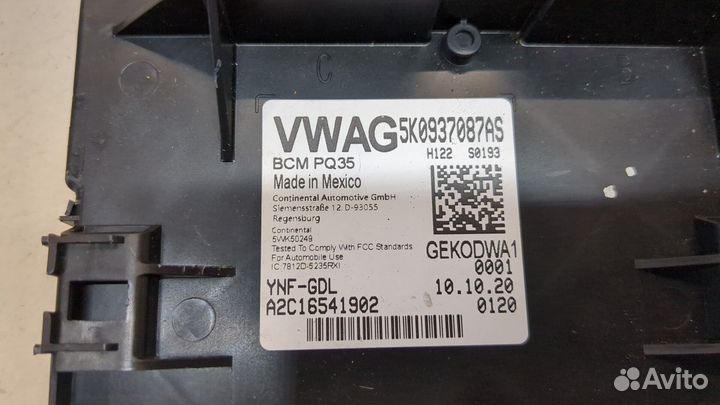 C
VWAG 5K0937087AS
H122 S0193
BCM PQ35
Made in Mexico
Continental Automotive GmbH
Siemensstraße 12, D-93055
Regensburg
Continental
5WK50249
Tested To Comply With FCC Standards
For Automobile Use
(IC 7812D-5235RX)
GEKODWA1
0001
YNF-GDL 10.10.20
A2C16541902 0120
Avito